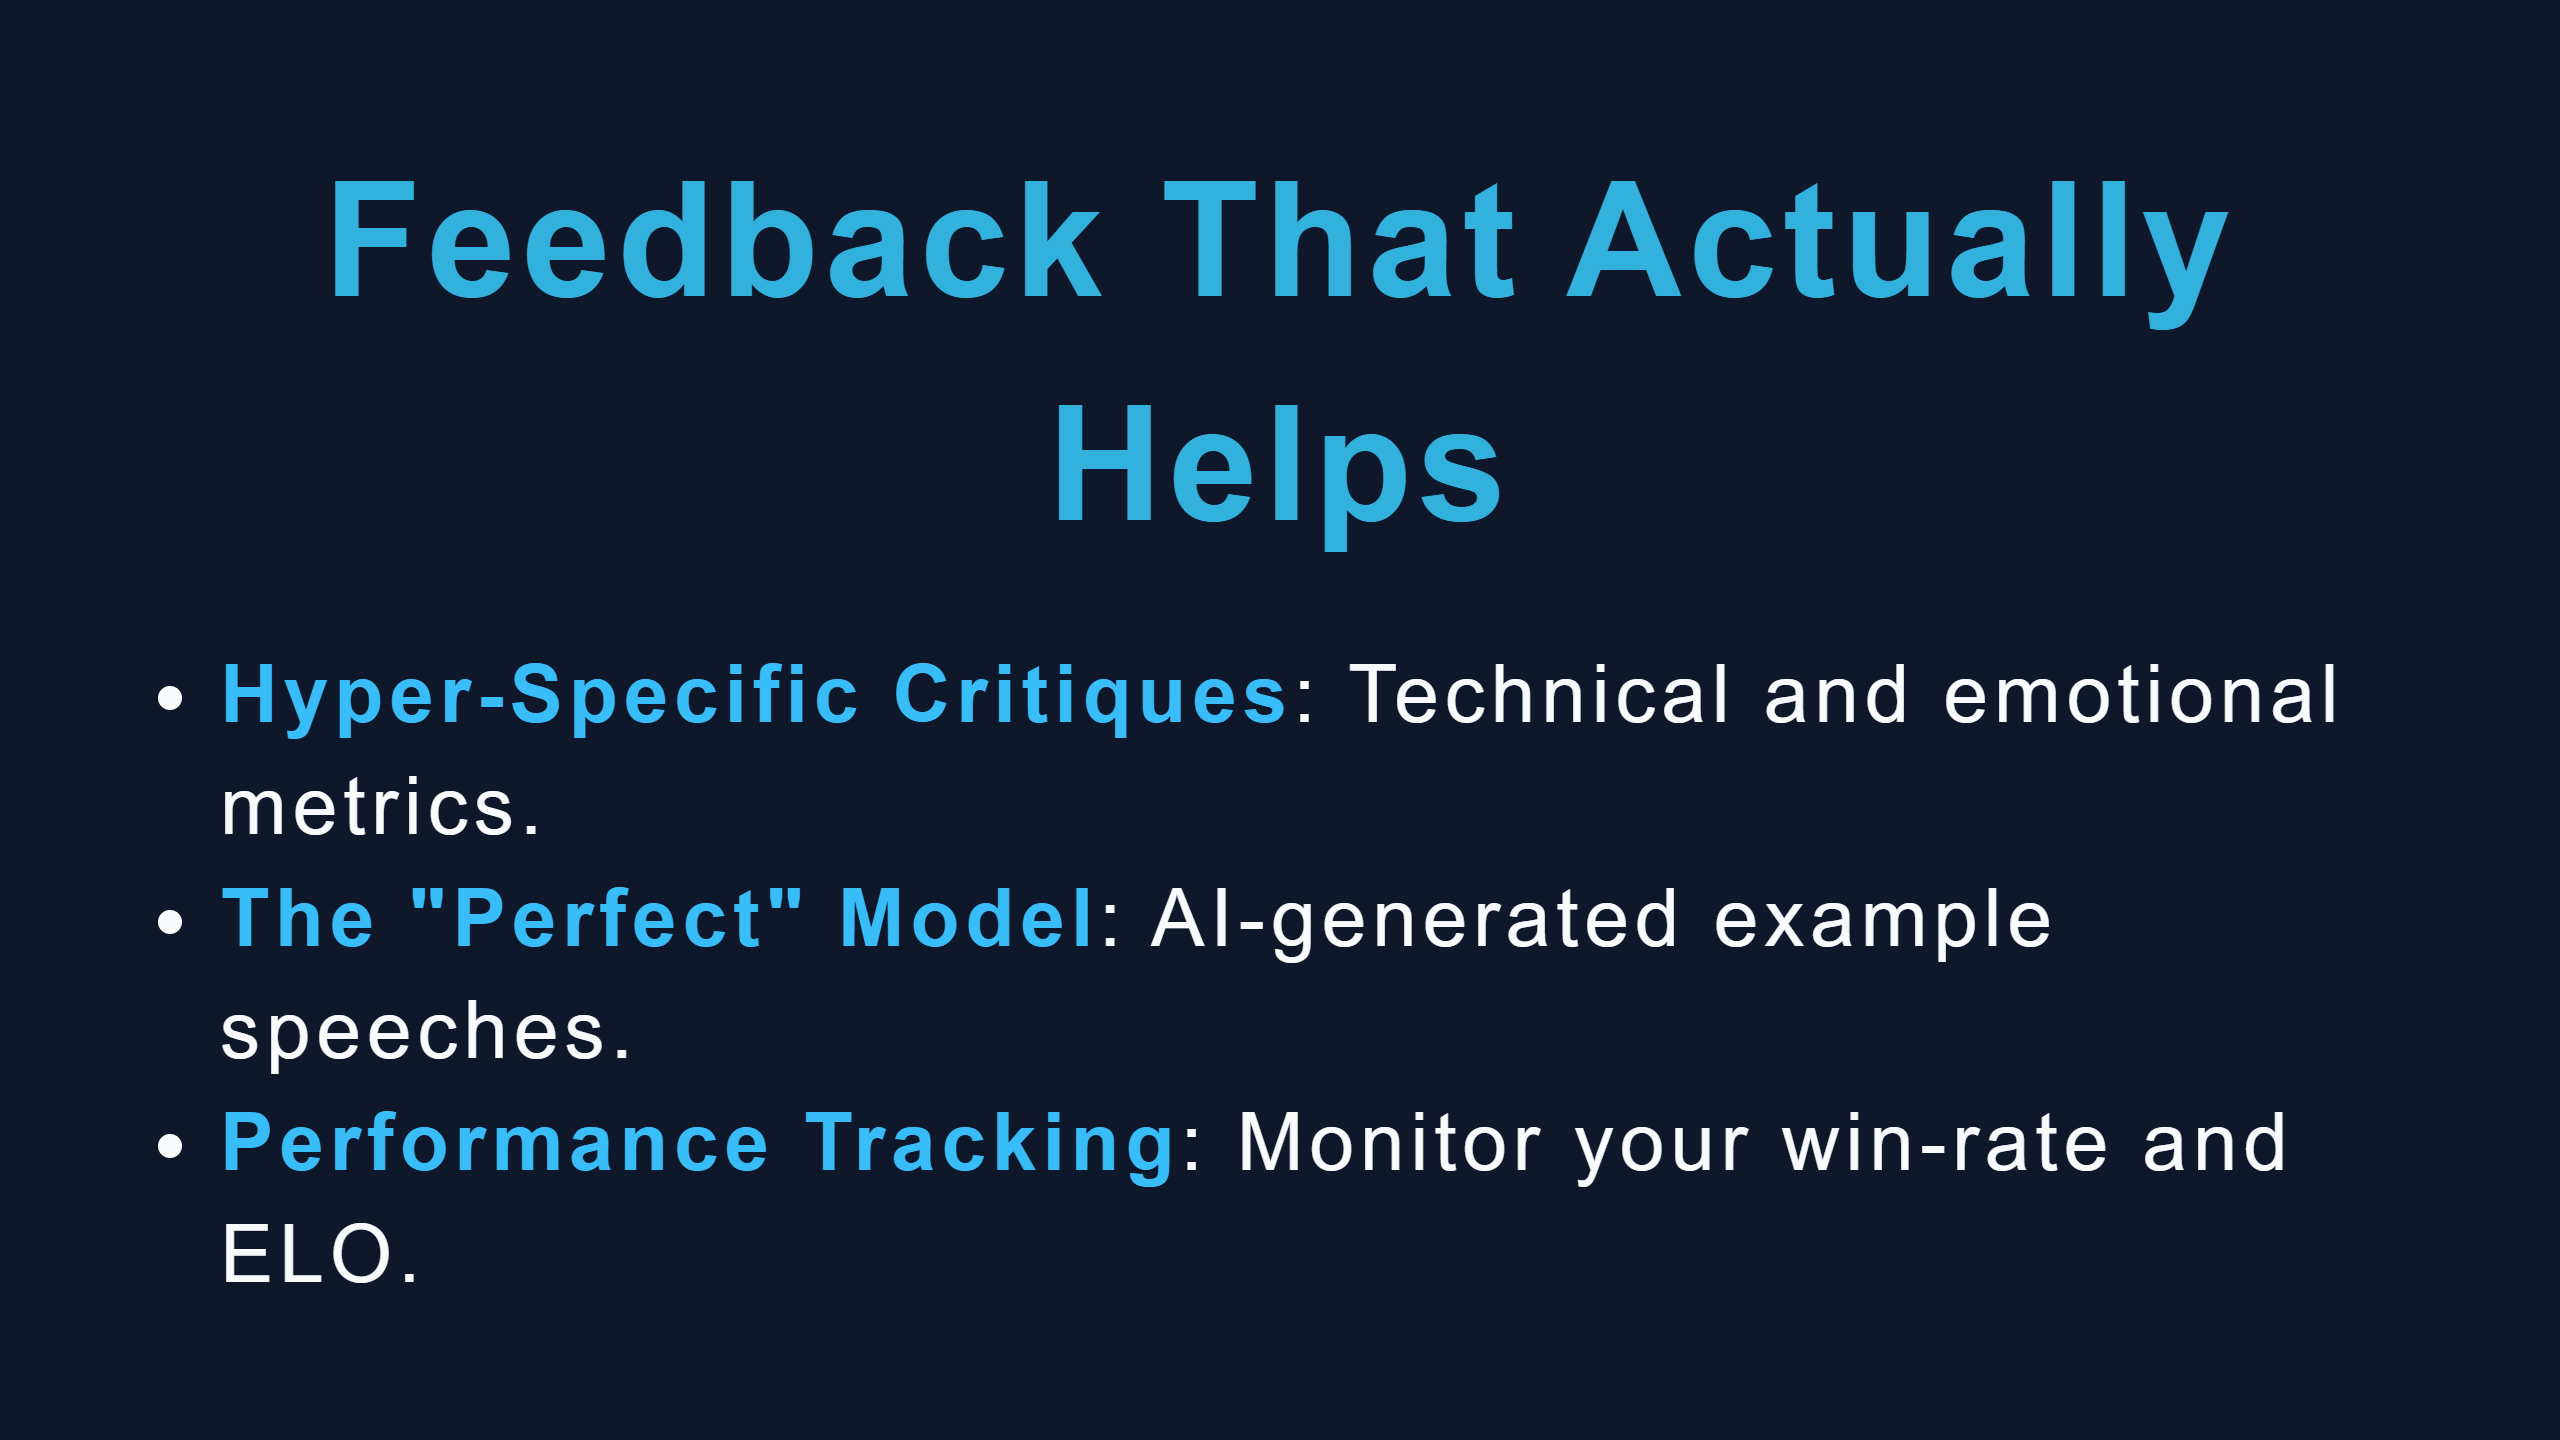 Feedback That Actually
Helps
• Hyper-Specific Critiques: Technical and emotional
metrics.
• The "Perfect" Model: AI-generated example
speeches.
• Performance Tracking: Monitor your win-rate and
ELO.